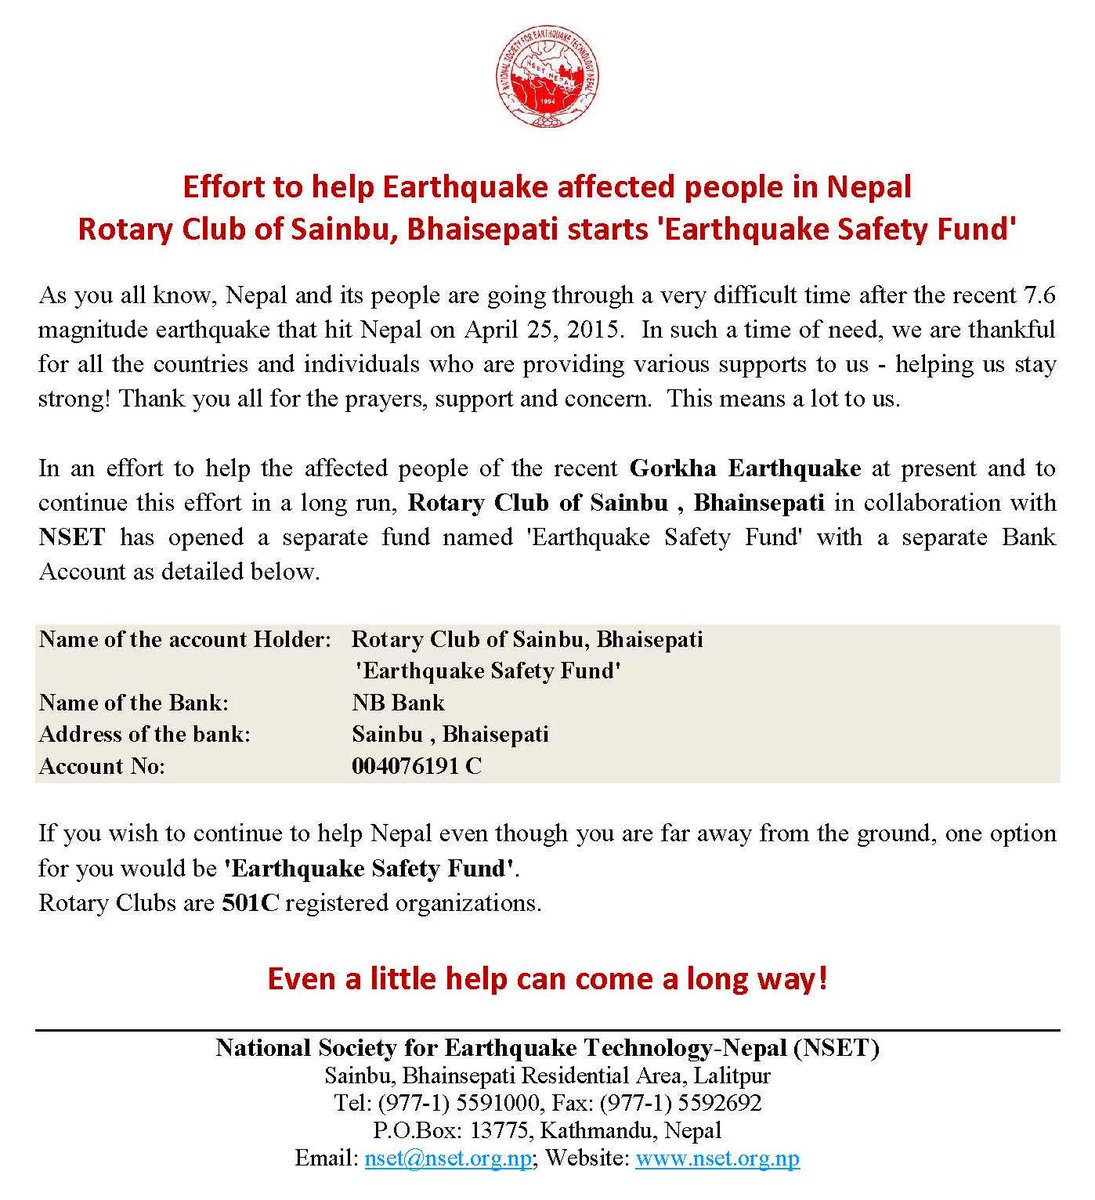 NATIONAL SOCIETY FOR EARTHQUAKE TECHNOLOGY-NEPAL
NSET NEPAL
1994
Effort to help Earthquake affected people in Nepal
Rotary Club of Sainbu, Bhaisepati starts 'Earthquake Safety Fund'
As you all know, Nepal and its people are going through a very difficult time after the recent 7.6
magnitude earthquake that hit Nepal on April 25, 2015. In such a time of need, we are thankful
for all the countries and individuals who are providing various supports to us - helping us stay
strong! Thank you all for the prayers, support and concern. This means a lot to us.
In an effort to help the affected people of the recent Gorkha Earthquake at present and to
continue this effort in a long run, Rotary Club of Sainbu , Bhainsepati in collaboration with
NSET has opened a separate fund named 'Earthquake Safety Fund' with a separate Bank
Account as detailed below.
Name of the account Holder: Rotary Club of Sainbu, Bhaisepati
'Earthquake Safety Fund'
Name of the Bank: NB Bank
Address of the bank: Sainbu , Bhaisepati
Account No: 004076191 C
If you wish to continue to help Nepal even though you are far away from the ground, one option
for you would be 'Earthquake Safety Fund'.
Rotary Clubs are 501C registered organizations.
Even a little help can come a long way!
National Society for Earthquake Technology-Nepal (NSET)
Sainbu, Bhainsepati Residential Area, Lalitpur
Tel: (977-1) 5591000, Fax: (977-1) 5592692
P.O.Box: 13775, Kathmandu, Nepal
Email: nset@nset.org.np; Website: www.nset.org.np